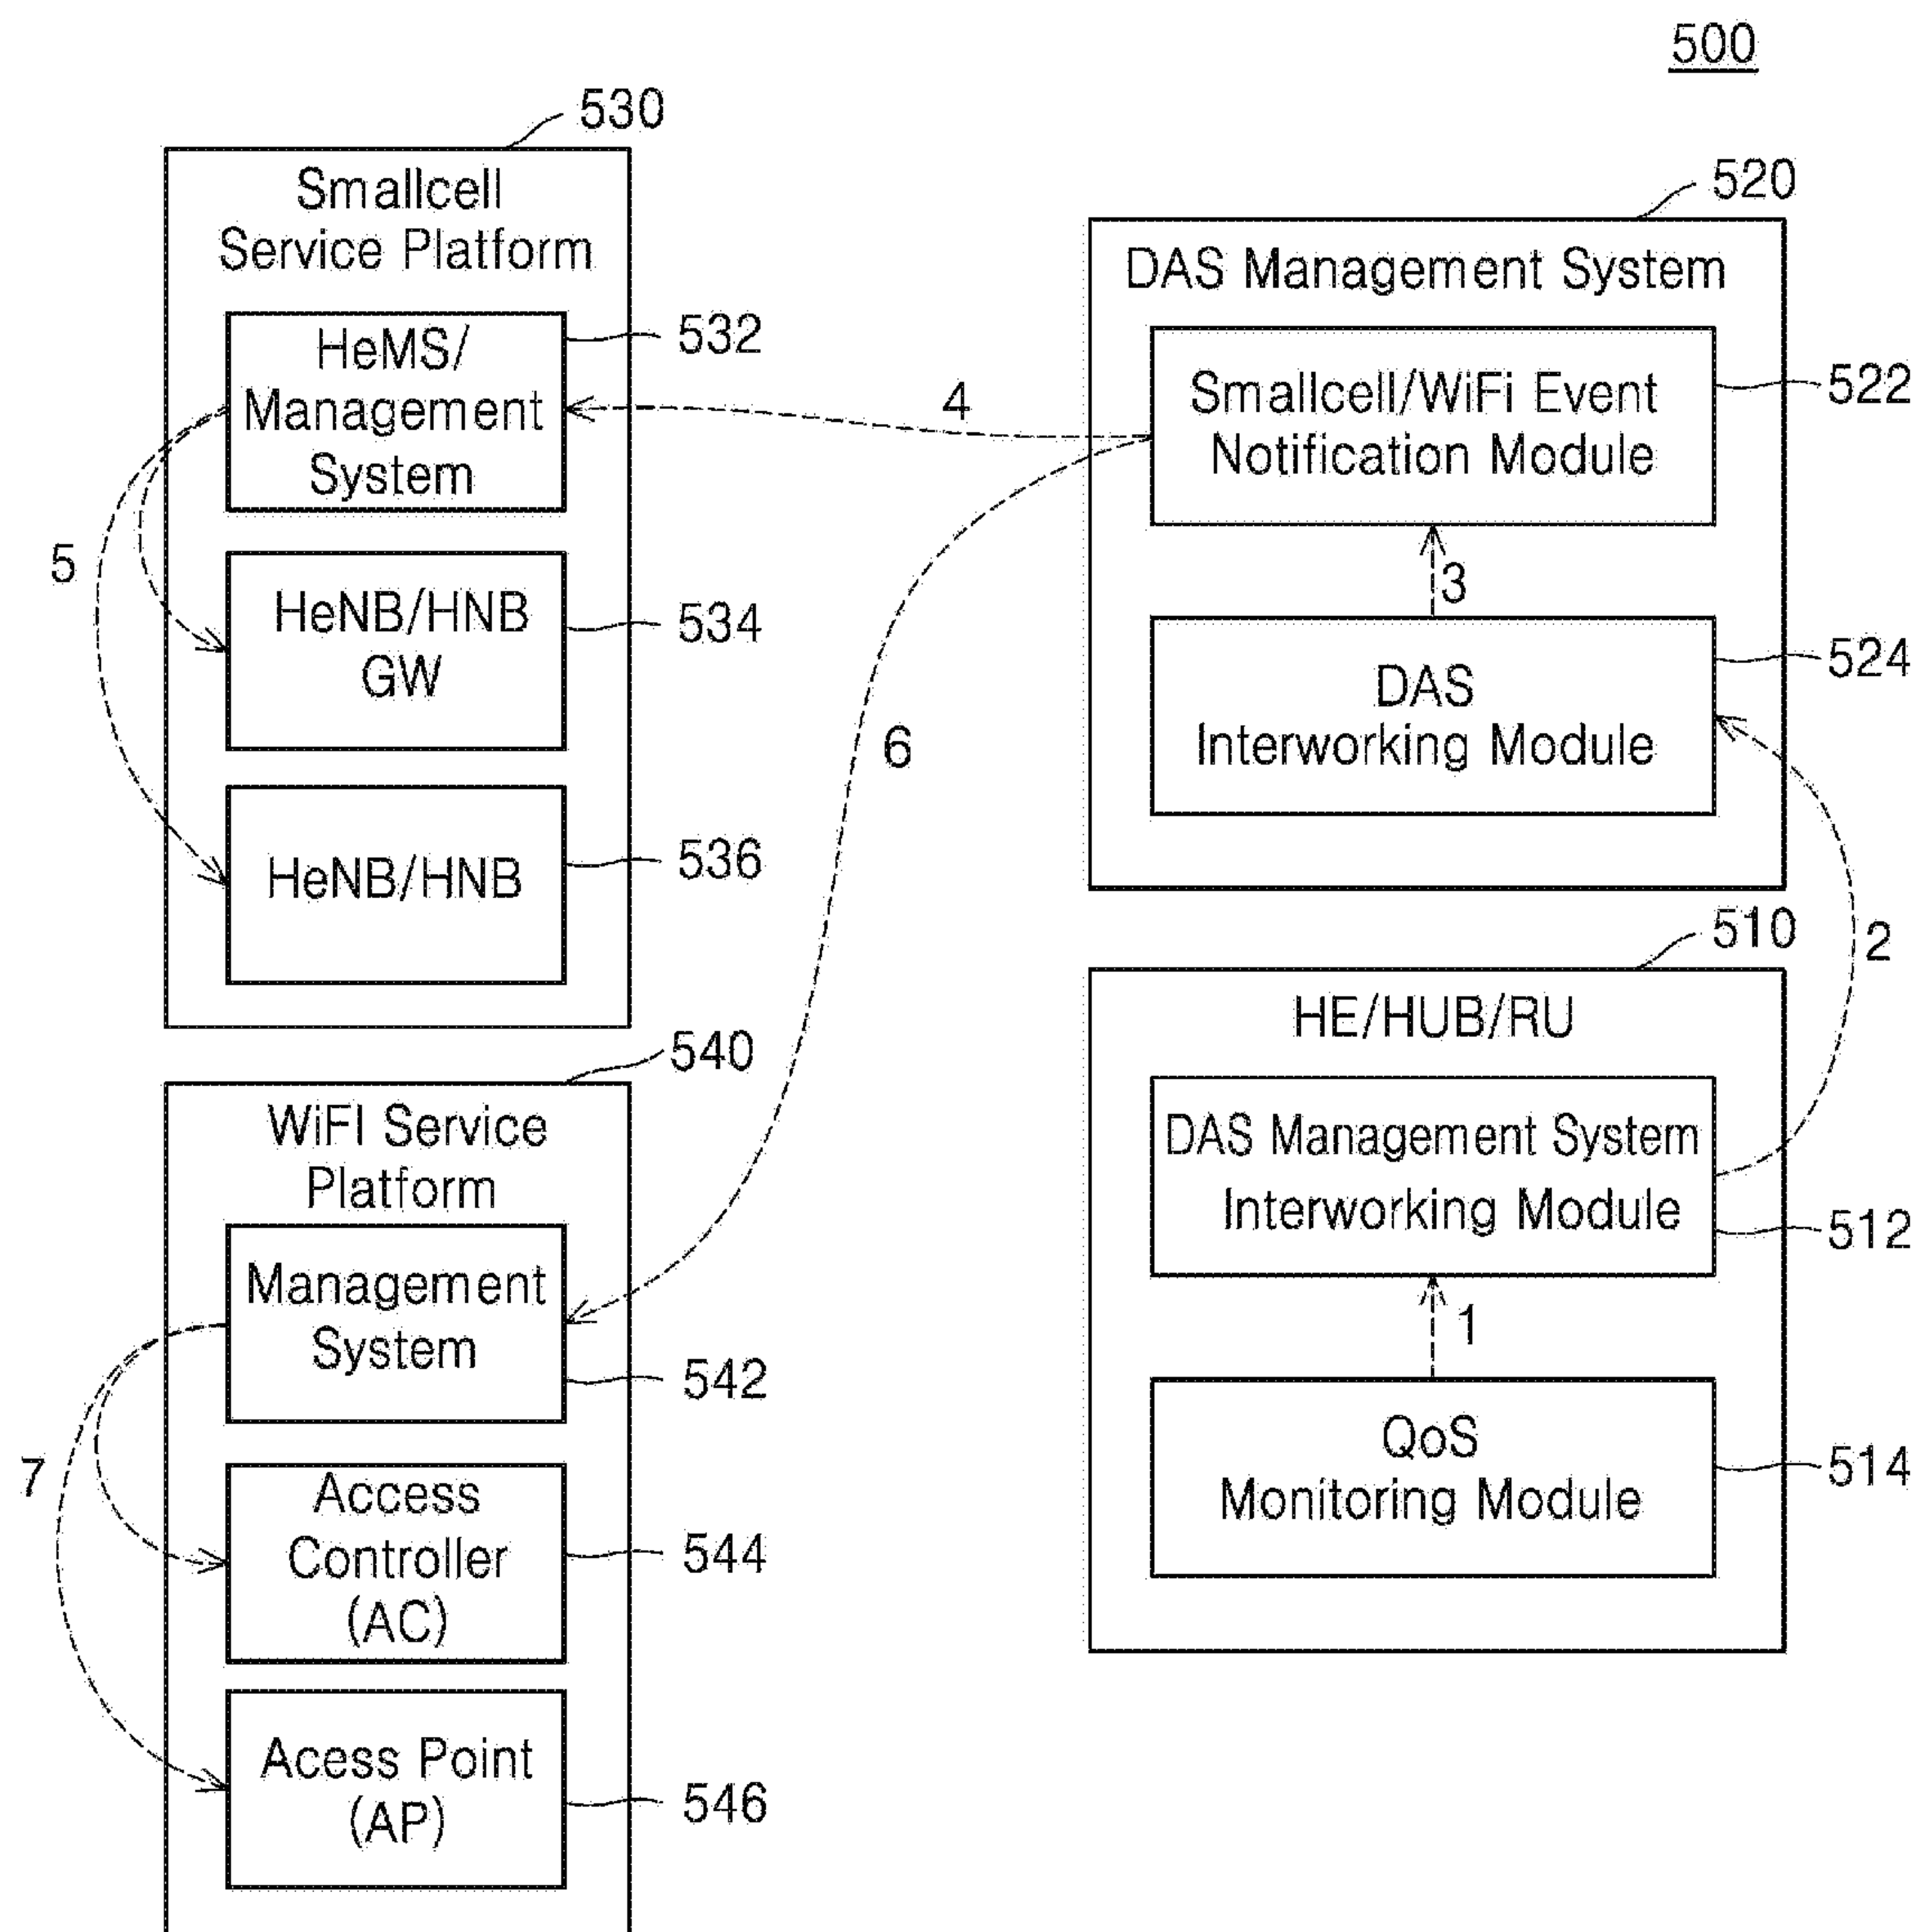 500
530
Smallcell
Service Platform
HeMS/
Management
System
532
HeNB/HNB
GW
534
HeNB/HNB
536
5
4
6
520
DAS Management System
Smallcell/WiFi Event
Notification Module
522
3
DAS
Interworking Module
524
2
510
HE/HUB/RU
DAS Management System
Interworking Module
512
1
QoS
Monitoring Module
514
540
WiFI Service
Platform
Management
System
542
7
Access
Controller
(AC)
544
Acess Point
(AP)
546